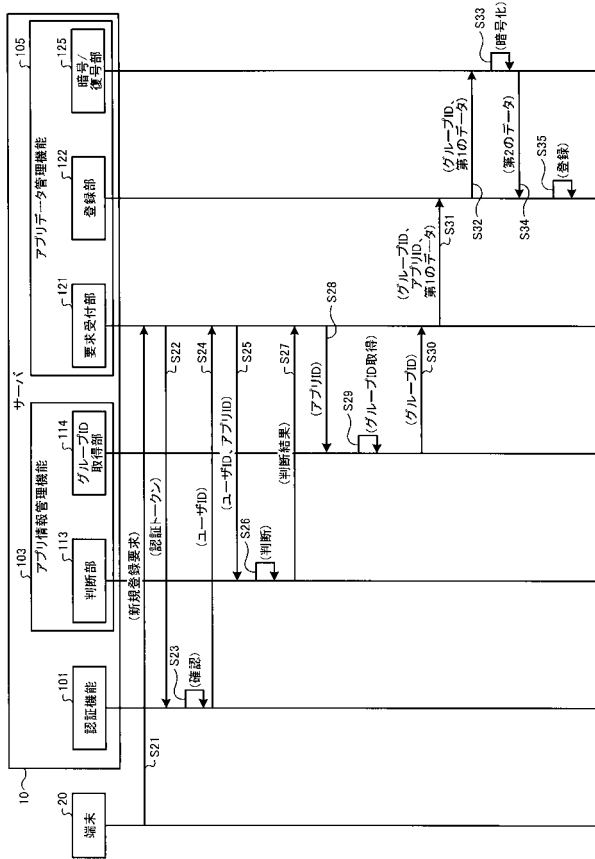 サーバ
10
20
端末
101
認証機能
103
アプリ情報管理機能
113
判断部
114
グループID
取得部
105
アプリデータ管理機能
121
要求受付部
122
登録部
125
暗号/
復号部
S21
(新規登録要求)
S22
(認証トークン)
S23
(確認)
S24
(ユーザID)
S25
(ユーザID、アプリID)
S26
(判断)
S27
(判断結果)
S28
(アプリID)
S29
(グループID取得)
S30
(グループID)
S31
(グループID、
アプリID、
第1のデータ)
S32
(グループID、
第1のデータ)
S33
(暗号化)
S34
(第2のデータ)
S35
(登録)